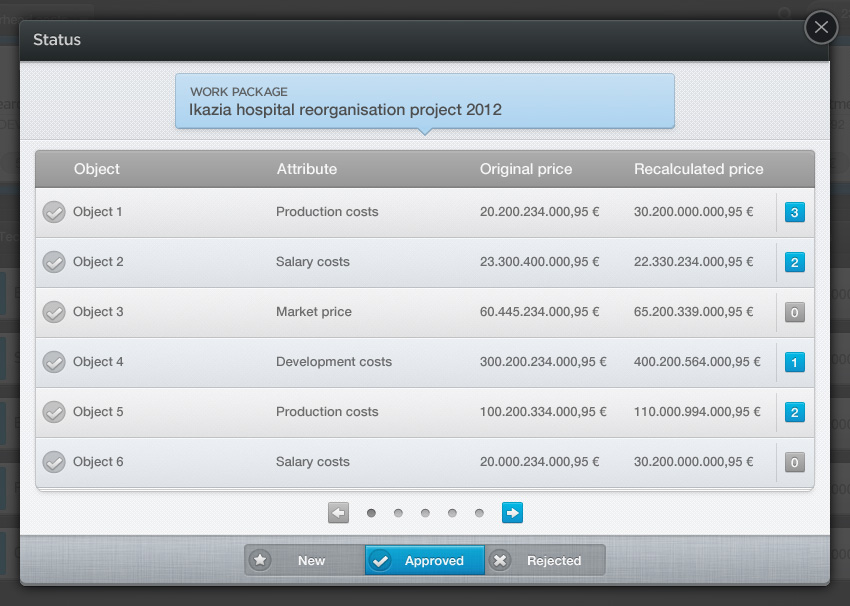 Status
WORK PACKAGE
Ikazia hospital reorganisation project 2012
Object Attribute Original price Recalculated price
Object 1 Production costs 20.200.234.000,95 € 30.200.000.000,95 € 3
Object 2 Salary costs 23.300.400.000,95 € 22.330.234.000,95 € 2
Object 3 Market price 60.445.234.000,95 € 65.200.339.000,95 € 0
Object 4 Development costs 300.200.234.000,95 € 400.200.564.000,95 € 1
Object 5 Production costs 100.200.334.000,95 € 110.000.994.000,95 € 2
Object 6 Salary costs 20.000.234.000,95 € 30.200.000.000,95 € 0
New Approved Rejected